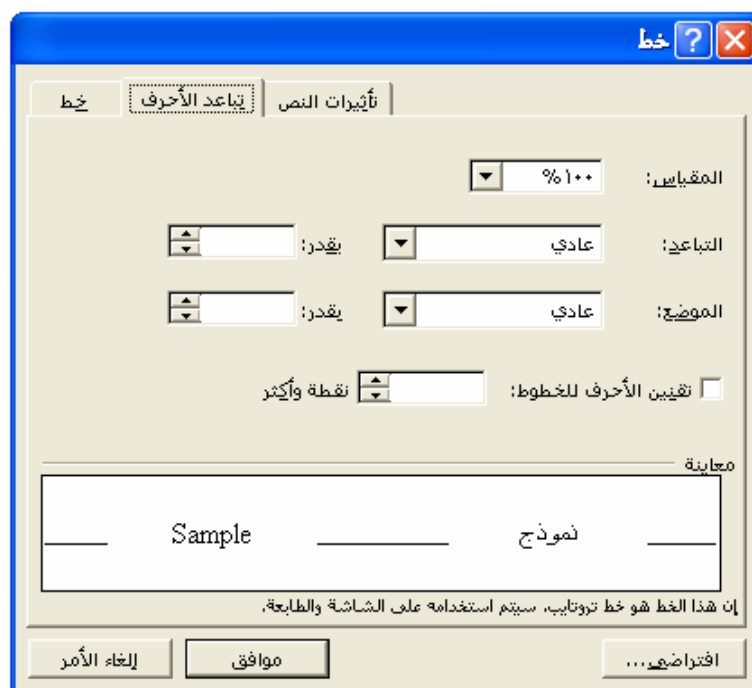 خط
خط تباعد الأحرف تأثيرات النص
المقياس: ١٠٠%
التباعد: عادي بقدر:
الموضع: عادي بقدر:
تقنين الأحرف للخطوط: نقطة وأكثر
معاينة
نموذج Sample
إن هذا الخط هو خط تروتايب، سيتم استخدامه على الشاشة والطابعة.
افتراضي... موافق إلغاء الأمر